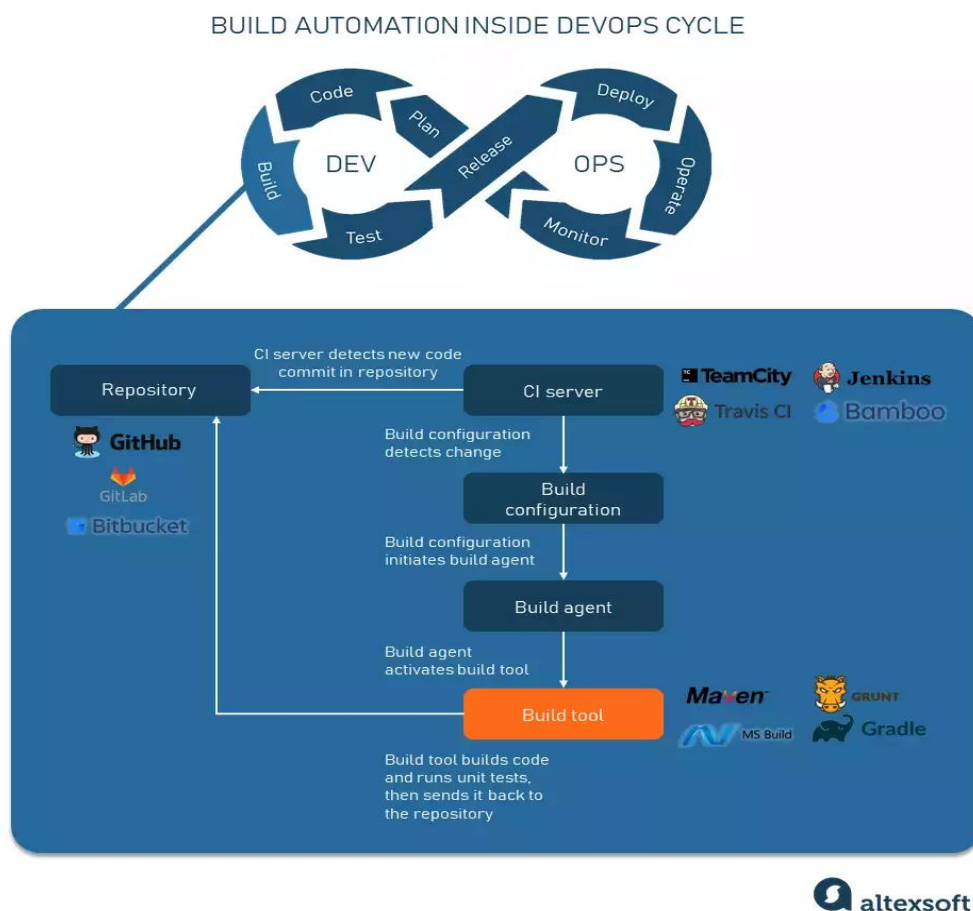 BUILD AUTOMATION INSIDE DEVOPS CYCLE
Code
Plan
Build
DEV
Test
Release
Deploy
OPS
Operate
Monitor
CI server detects new code
commit in repository
Repository
CI server
TC
TeamCity
Jenkins
Travis CI
Bamboo
GitHub
GitLab
Bitbucket
Build configuration
detects change
Build
configuration
Build configuration
initiates build agent
Build agent
Build agent
activates build tool
Build tool
Maven
GRUNT
MS Build
Gradle
Build tool builds code
and runs unit tests,
then sends it back to
the repository
altexsoft